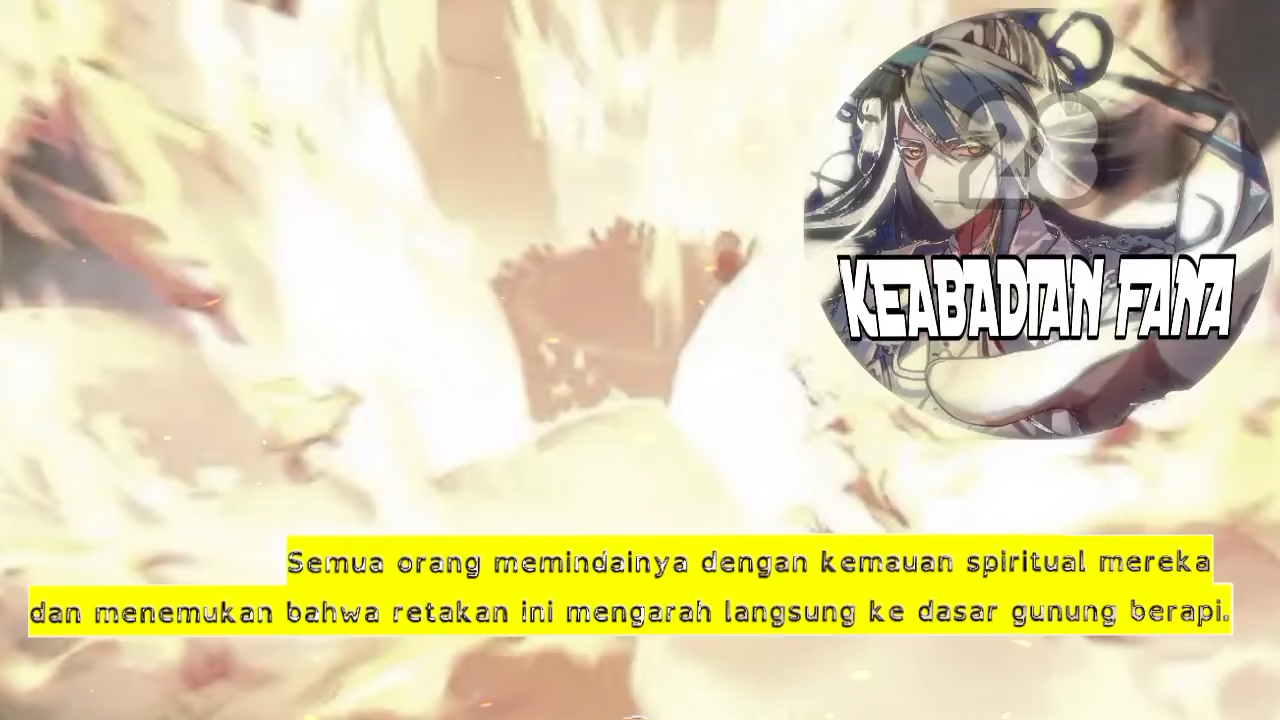 KEABADIAN FANA
Semua orang memindainya dengan kemauan spiritual mereka
dan menemukan bahwa retakan ini mengarah langsung ke dasar gunung berapi.